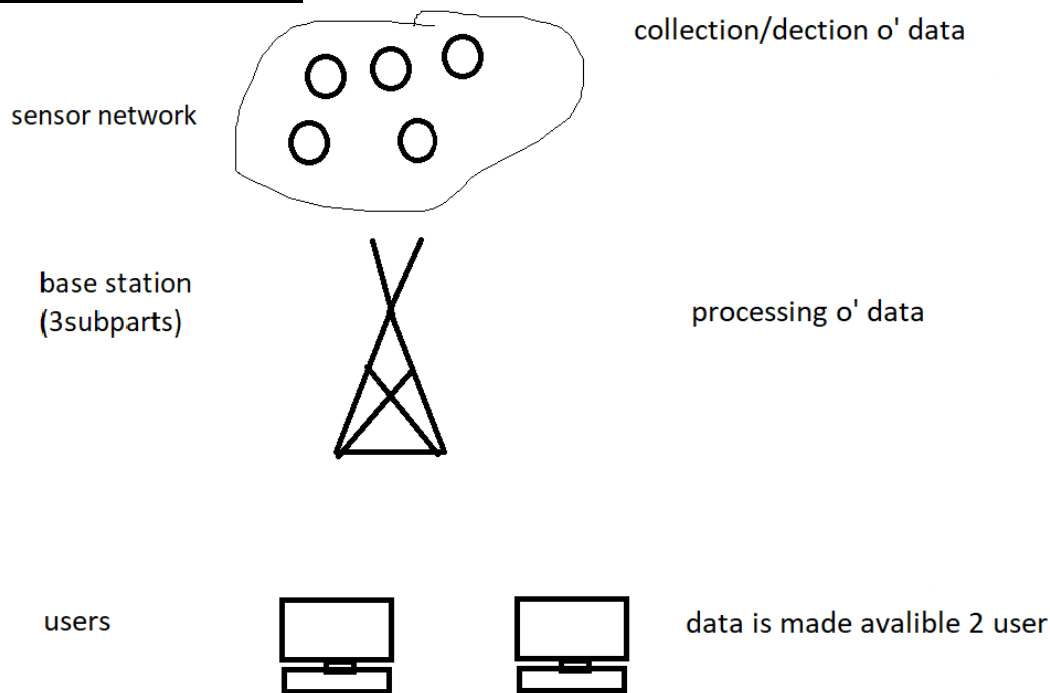 collection/dection o' data
sensor network
base station
(3subparts)
processing o' data
users
data is made avalible 2 user